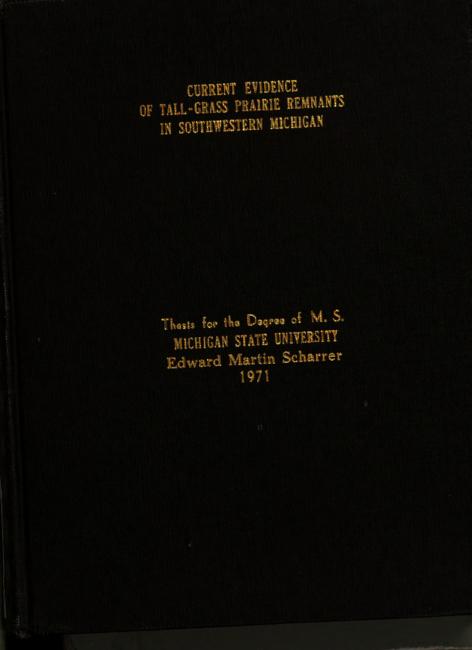 CURRENT EVIDENCE
OF TALL-GRASS PRAIRIE REMNANTS
IN SOUTHWESTERN MICHIGAN
Thesis for the Degree of M. S.
MICHIGAN STATE UNIVERSITY
Edward Martin Scharrer
1971